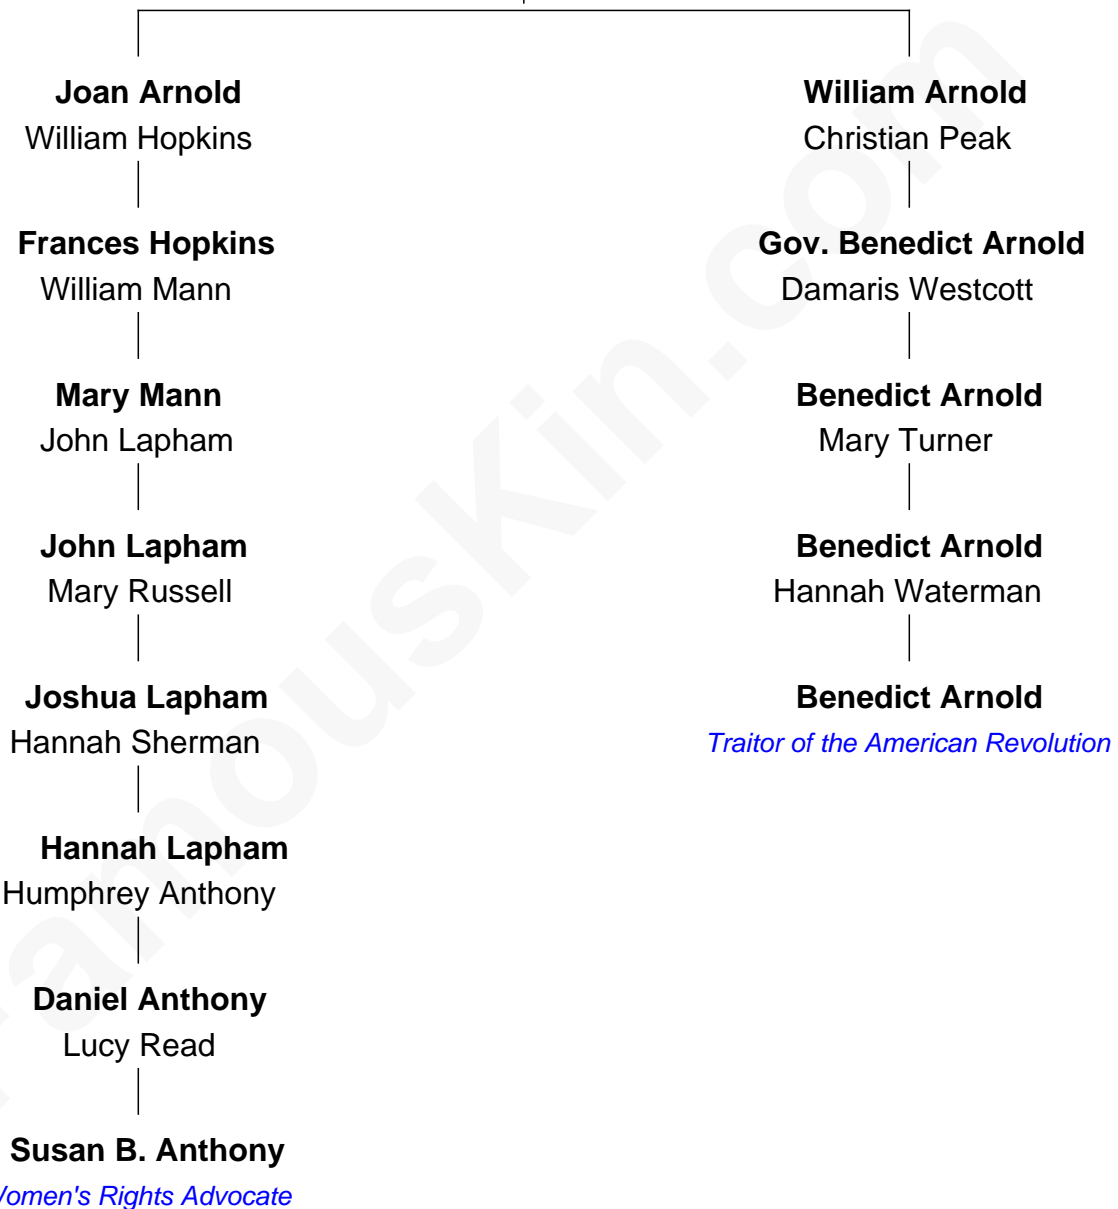 Joan Arnold
William Hopkins
Frances Hopkins
William Mann
Mary Mann
John Lapham
John Lapham
Mary Russell
Joshua Lapham
Hannah Sherman
Hannah Lapham
Humphrey Anthony
Daniel Anthony
Lucy Read
Susan B. Anthony
Women's Rights Advocate
William Arnold
Christian Peak
Gov. Benedict Arnold
Damaris Westcott
Benedict Arnold
Mary Turner
Benedict Arnold
Hannah Waterman
Benedict Arnold
Traitor of the American Revolution
FamousKin.com